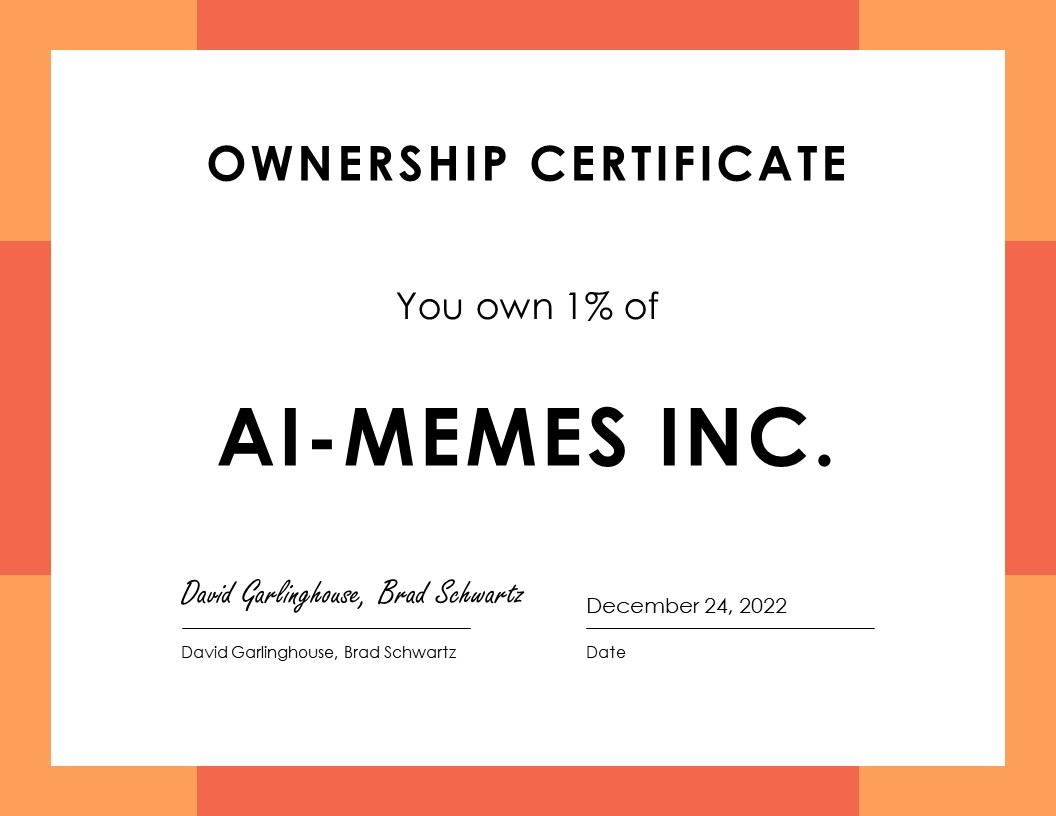 OWNERSHIP CERTIFICATE
You own 1% of
AI-MEMES INC.
David Garlinghouse, Brad Schwartz
December 24, 2022
David Garlinghouse, Brad Schwartz
Date